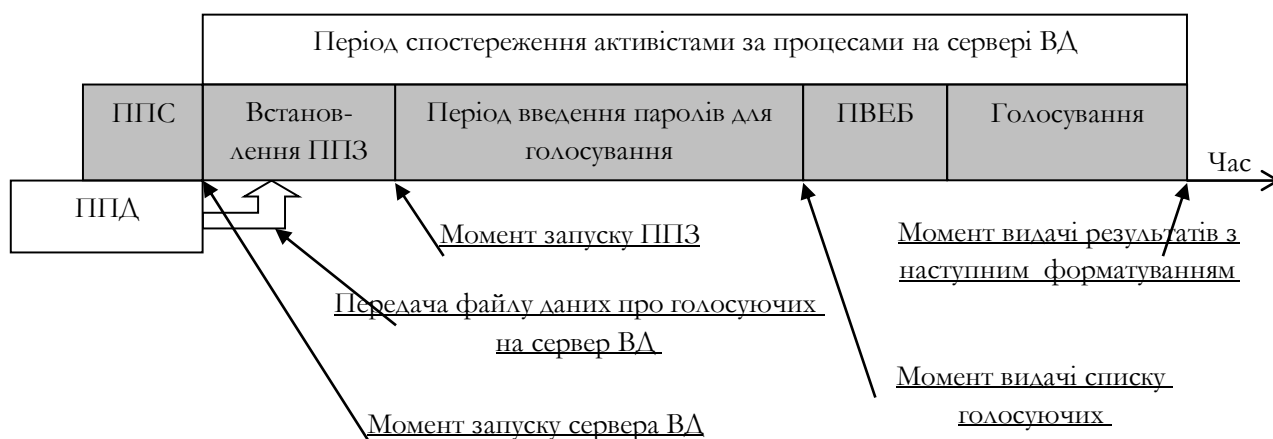 Період спостереження активістами за процесами на сервері ВД
ППС
Встанов-
лення ППЗ
Період введення паролів для
голосування
ПВЕБ
Голосування
Час
ППД
Момент запуску ППЗ
Момент видачі результатів з
наступним форматуванням
Передача файлу даних про голосуючих
на сервер ВД
Момент видачі списку
голосуючих
Момент запуску сервера ВД